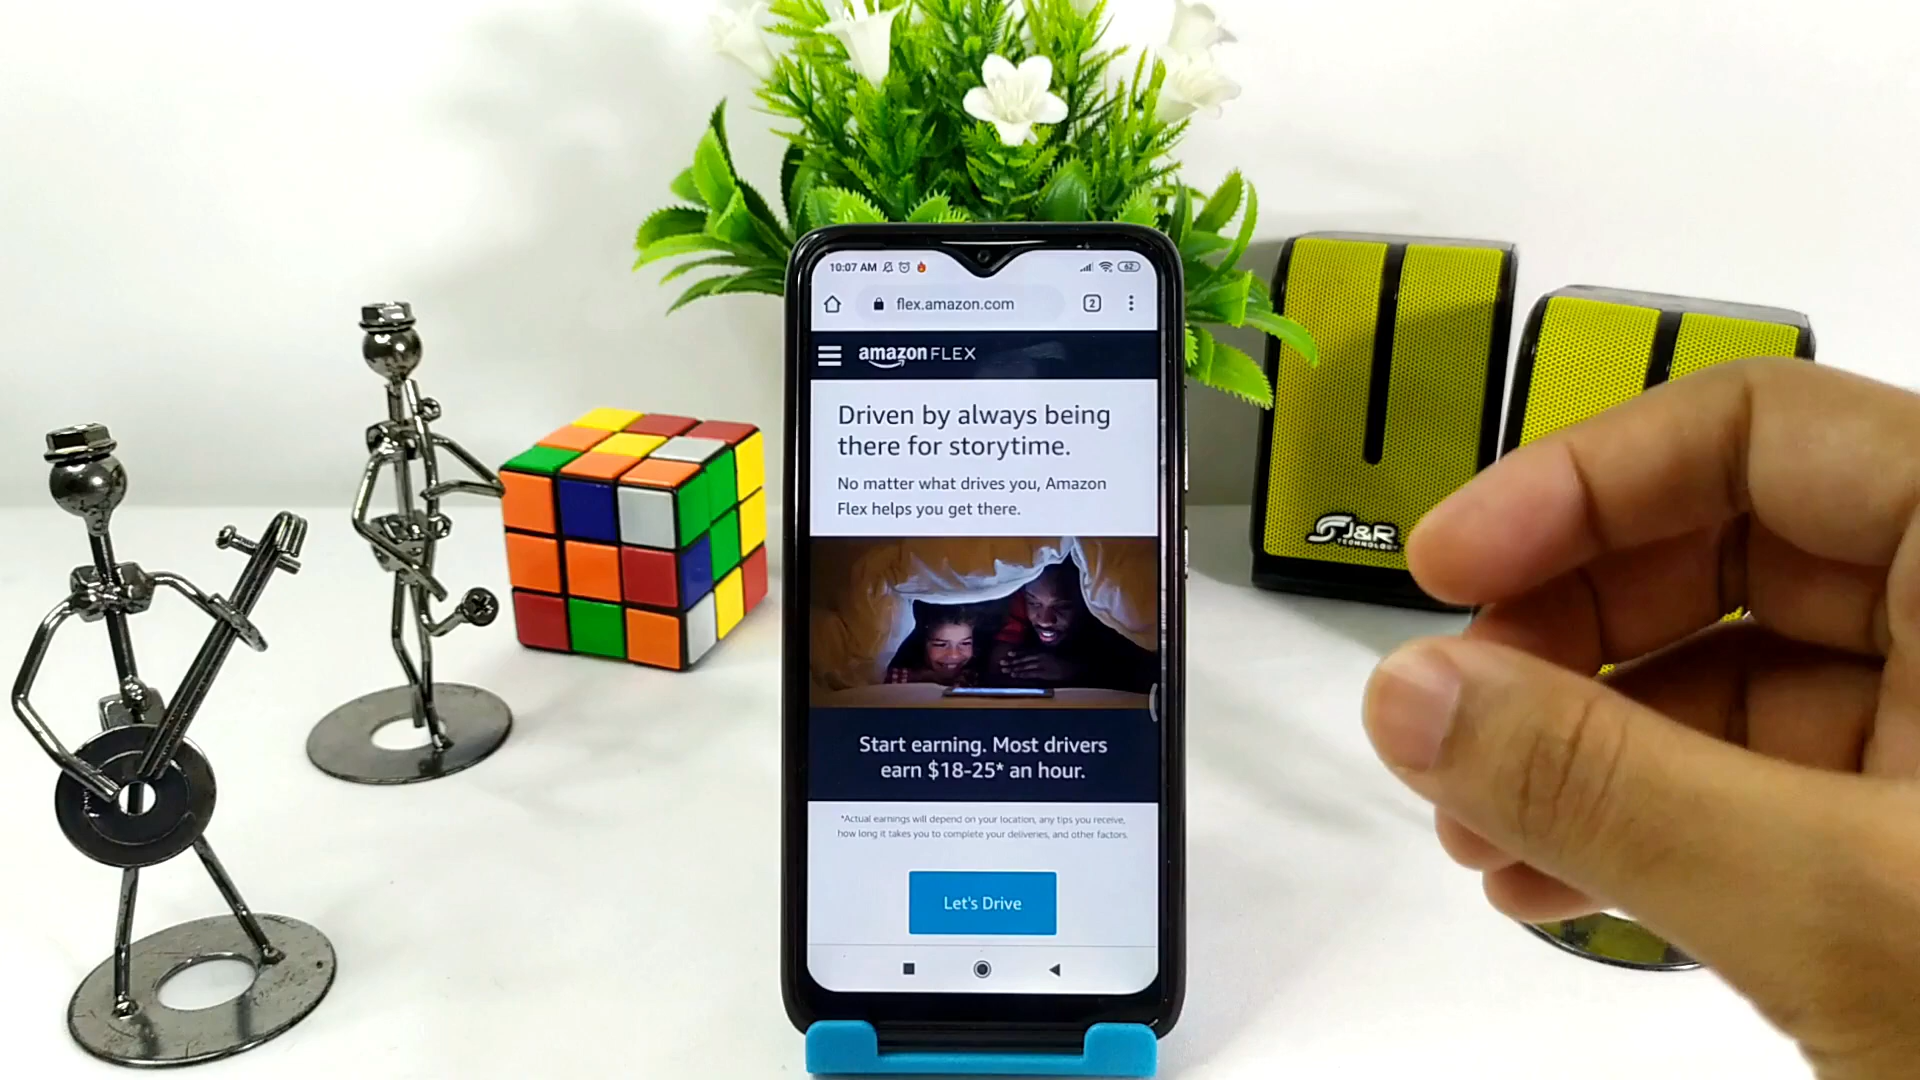 10:07 AM
62
flex.amazon.com
2
amazon FLEX
Driven by always being
there for storytime.
No matter what drives you, Amazon
Flex helps you get there.
Start earning. Most drivers
earn $18-25* an hour.
*Actual earnings will depend on your location, any tips you receive,
how long it takes you to complete your deliveries, and other factors.
Let's Drive
J&R
TECHNOLOGY